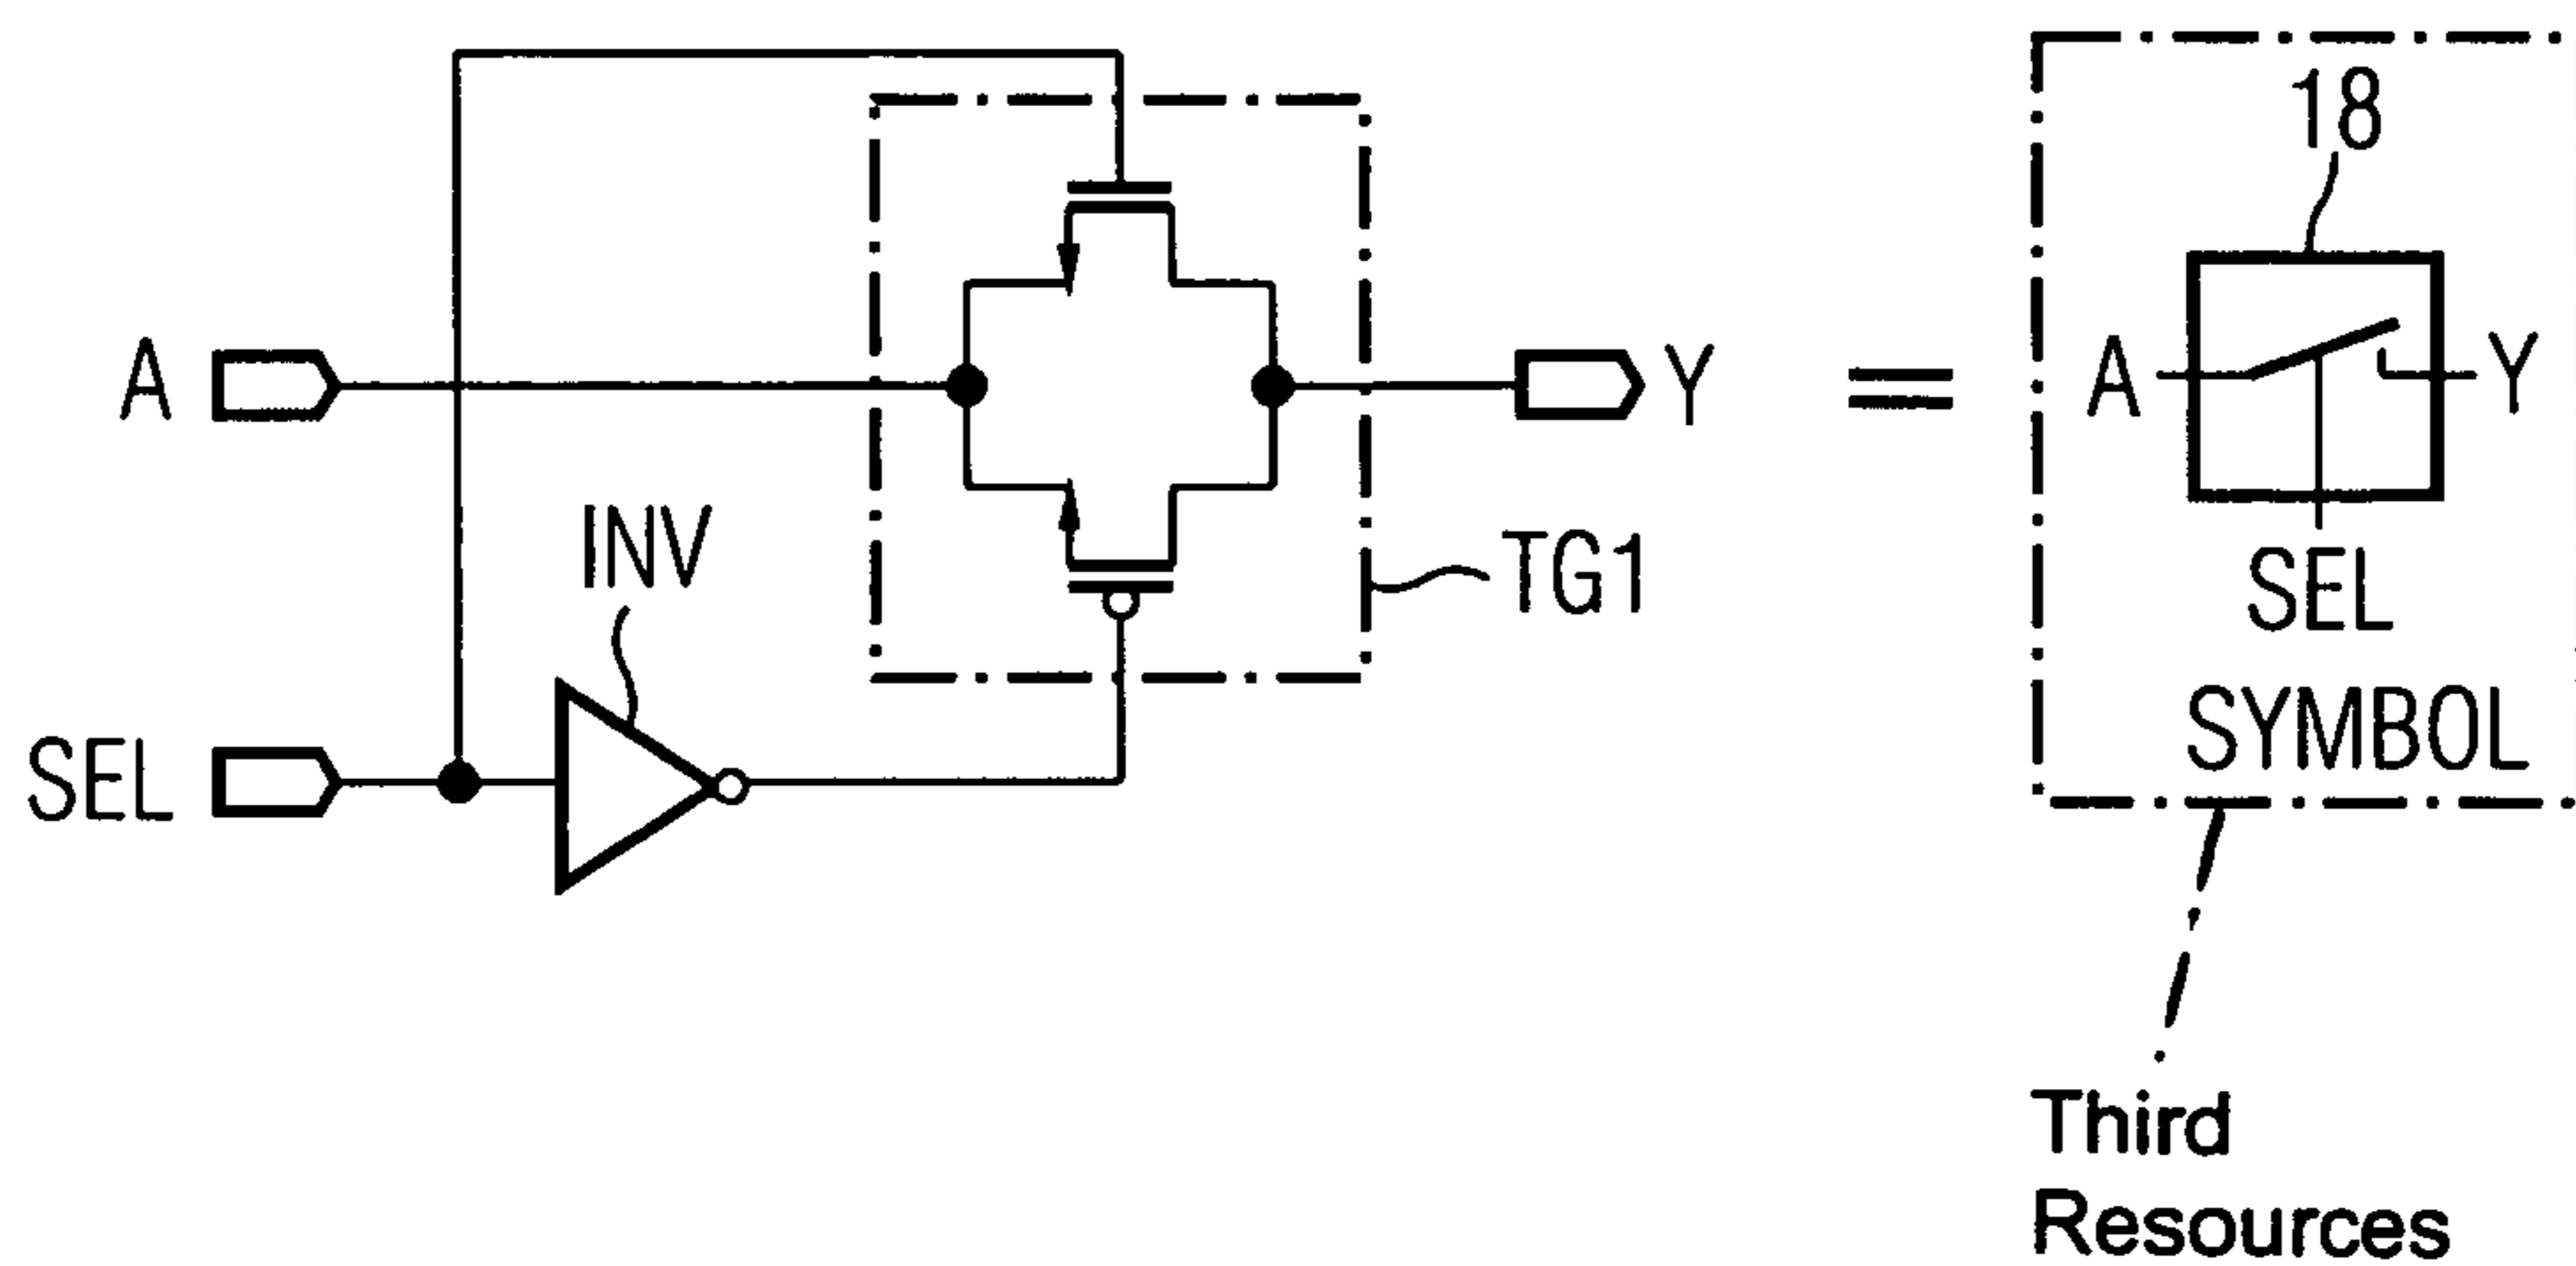 18
A
Y
=
A
Y
INV
TG1
SEL
SEL
SYMBOL
Third
Resources